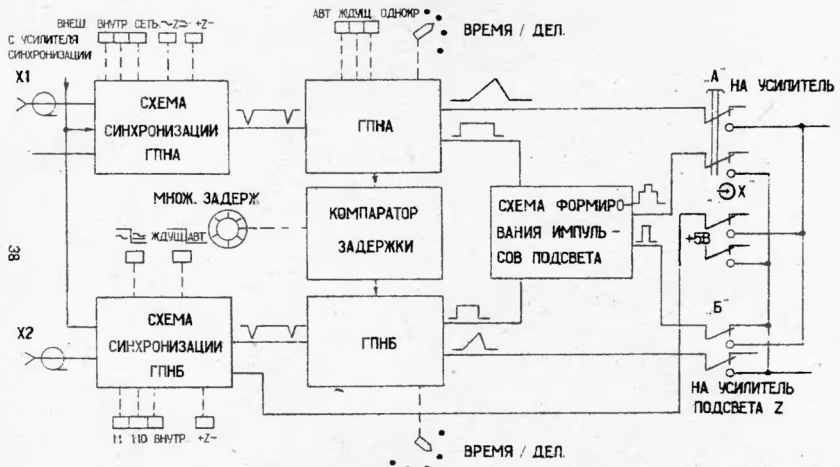 ВНЕШ. ВНУТР СЕТЬ. ~Z⊃- +Z-
С УСИЛИТЕЛЯ
СИНХРОНИЗАЦИИ
АВТ ЖДУЩ. ОДНОКР
ВРЕМЯ / ДЕЛ.
X1
СХЕМА
СИНХРОНИЗАЦИИ
ГПНА
ГПНА
"А"
НА УСИЛИТЕЛЬ
X
МНОЖ. ЗАДЕРЖ
КОМПАРАТОР
ЗАДЕРЖКИ
СХЕМА ФОРМИРО
ВАНИЯ ИМПУЛЬ-
СОВ ПОДСВЕТА
+5В
ЖДУЩ АВТ
38
X2
СХЕМА
СИНХРОНИЗАЦИИ
ГПНБ
ГПНБ
"Б"
НА УСИЛИТЕЛЬ
ПОДСВЕТА Z
1:1 1:10 ВНУТР. +Z-
ВРЕМЯ / ДЕЛ.